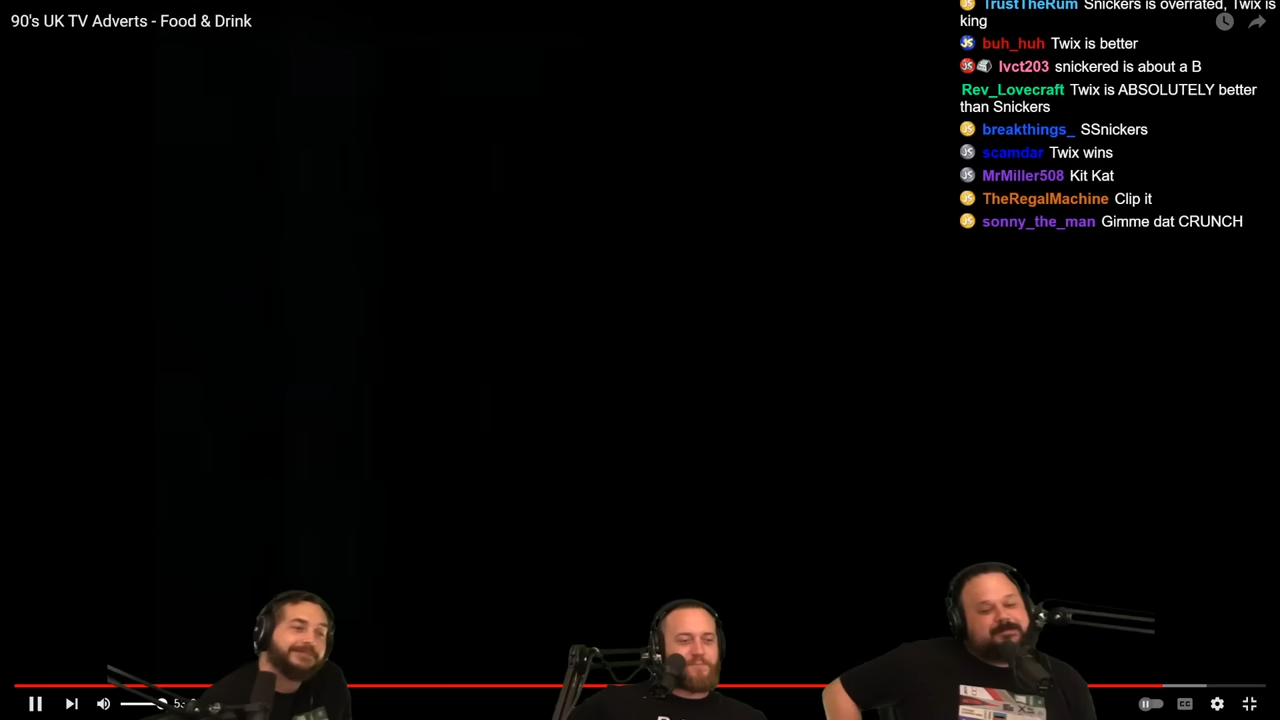 90's UK TV Adverts - Food & Drink
TrustTheRum Snickers is overrated, Twix is
king
buh_huh Twix is better
lvct203 snickered is about a B
Rev_Lovecraft Twix is ABSOLUTELY better
than Snickers
breakthings_ SSnickers
scamdar Twix wins
MrMiller508 Kit Kat
TheRegalMachine Clip it
sonny_the_man Gimme dat CRUNCH